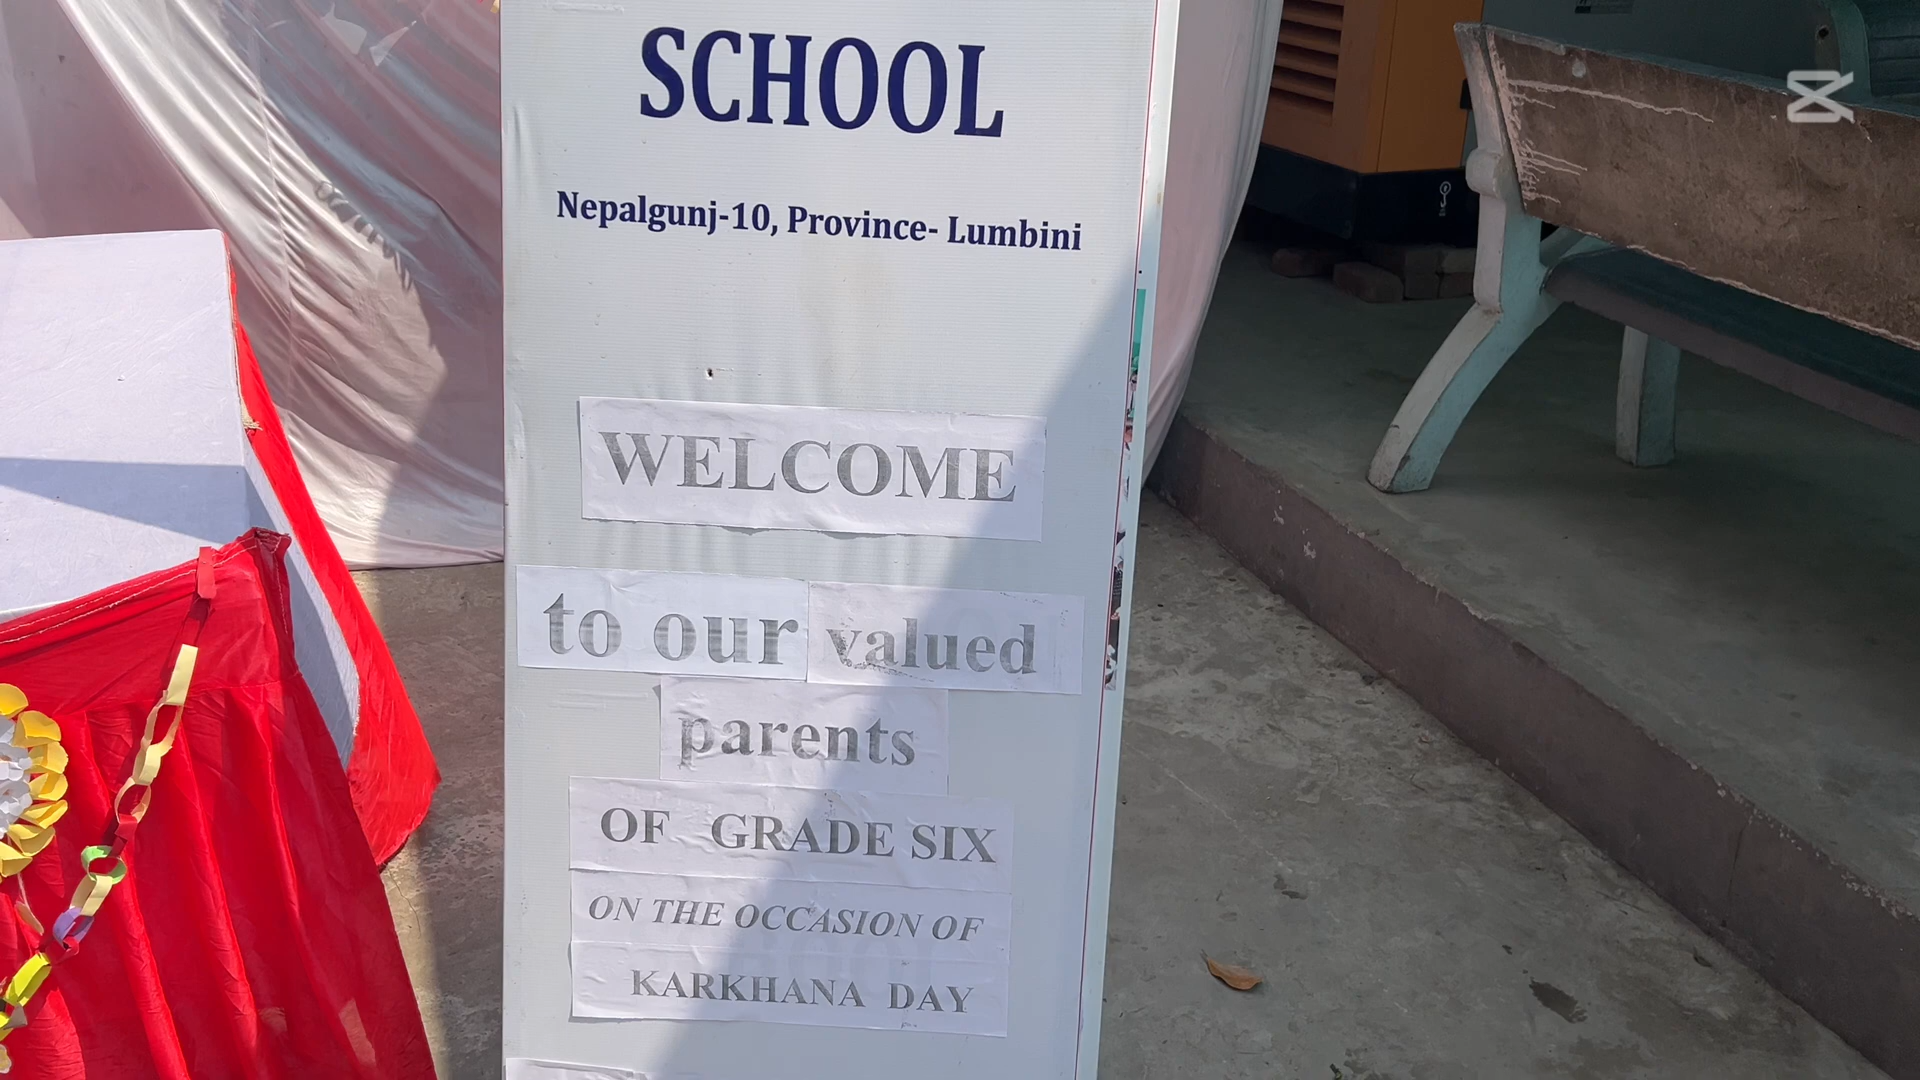 SCHOOL
Nepalgunj-10, Province- Lumbini
WELCOME
to our valued
parents
OF GRADE SIX
ON THE OCCASION OF
KARKHANA DAY